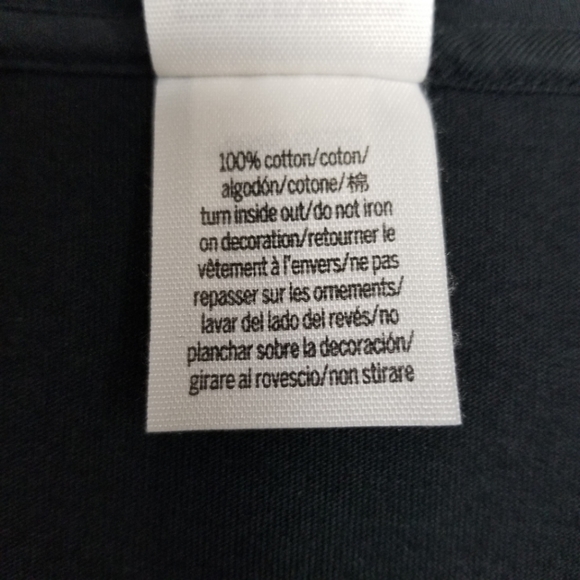 100% cotton/coton/
algodón/cotone/棉
turn inside out/do not iron
on decoration/retourner le
vêtement à l'envers/ne pas
repasser sur les ornements/
lavar del lado del revés/no
planchar sobre la decoración/
girare al rovescio/non stirare